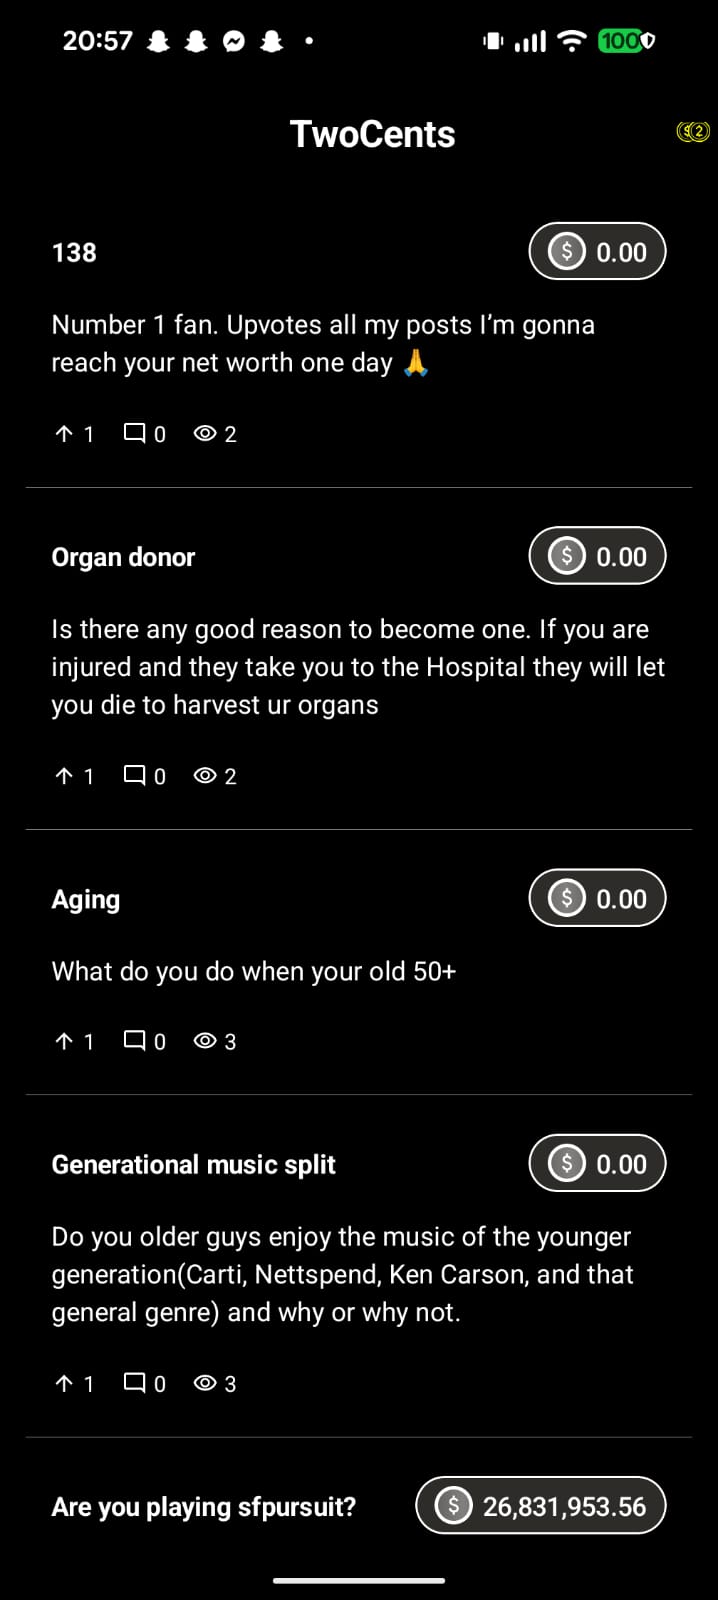 20:57
100
TwoCents
$2
138
$ 0.00
Number 1 fan. Upvotes all my posts I’m gonna
reach your net worth one day 🙏
1 0 2
Organ donor
$ 0.00
Is there any good reason to become one. If you are
injured and they take you to the Hospital they will let
you die to harvest ur organs
1 0 2
Aging
$ 0.00
What do you do when your old 50+
1 0 3
Generational music split
$ 0.00
Do you older guys enjoy the music of the younger
generation(Carti, Nettspend, Ken Carson, and that
general genre) and why or why not.
1 0 3
Are you playing sfpursuit?
$ 26,831,953.56